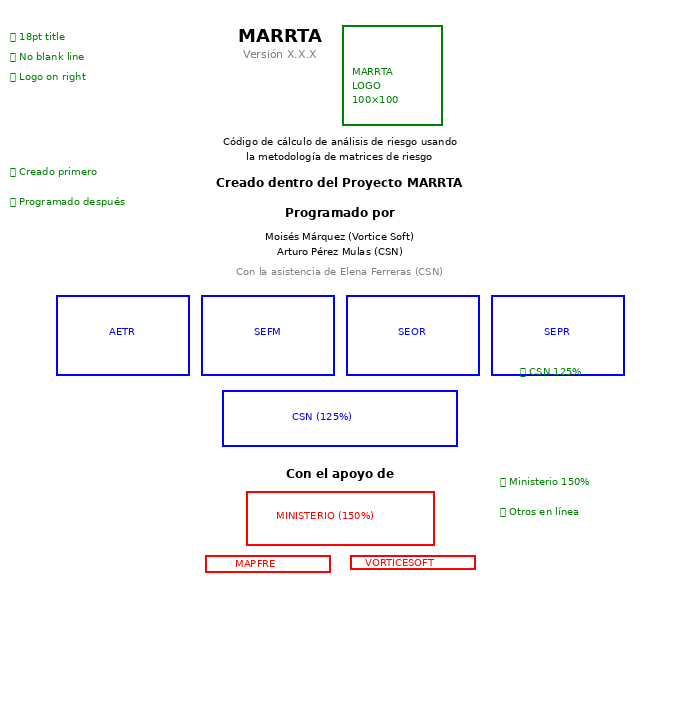 MARRTA
Versión X.X.X
18pt title
No blank line
Logo on right
MARRTA
LOGO
100×100
Código de cálculo de análisis de riesgo usando
la metodología de matrices de riesgo
Creado primero
Creado dentro del Proyecto MARRTA
Programado después
Programado por
Moisés Márquez (Vortice Soft)
Arturo Pérez Mulas (CSN)
Con la asistencia de Elena Ferreras (CSN)
AETR
SEFM
SEOR
SEPR
CSN 125%
CSN (125%)
Con el apoyo de
Ministerio 150%
MINISTERIO (150%)
Otros en línea
MAPFRE
VORTICESOFT